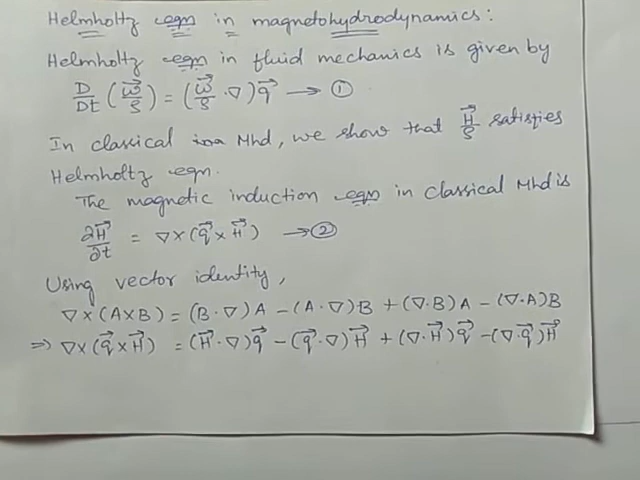 Helmholtz eqn in magnetohydrodynamics:
Helmholtz eqn in fluid mechanics is given by
D/Dt (ω⃗/ρ) = (ω⃗/ρ · ∇) q⃗ → ①
In classical Mhd, we show that H⃗/ρ satisfies
Helmholtz eqn.
The magnetic induction eqn in classical Mhd is
∂H⃗/∂t = ∇×(q⃗×H⃗) → ②
Using vector identity,
∇×(A×B) = (B·∇)A − (A·∇)B + (∇·B)A − (∇·A)B
⇒ ∇×(q⃗×H⃗) = (H⃗·∇)q⃗ − (q⃗·∇)H⃗ + (∇·H⃗)q⃗ − (∇·q⃗)H⃗